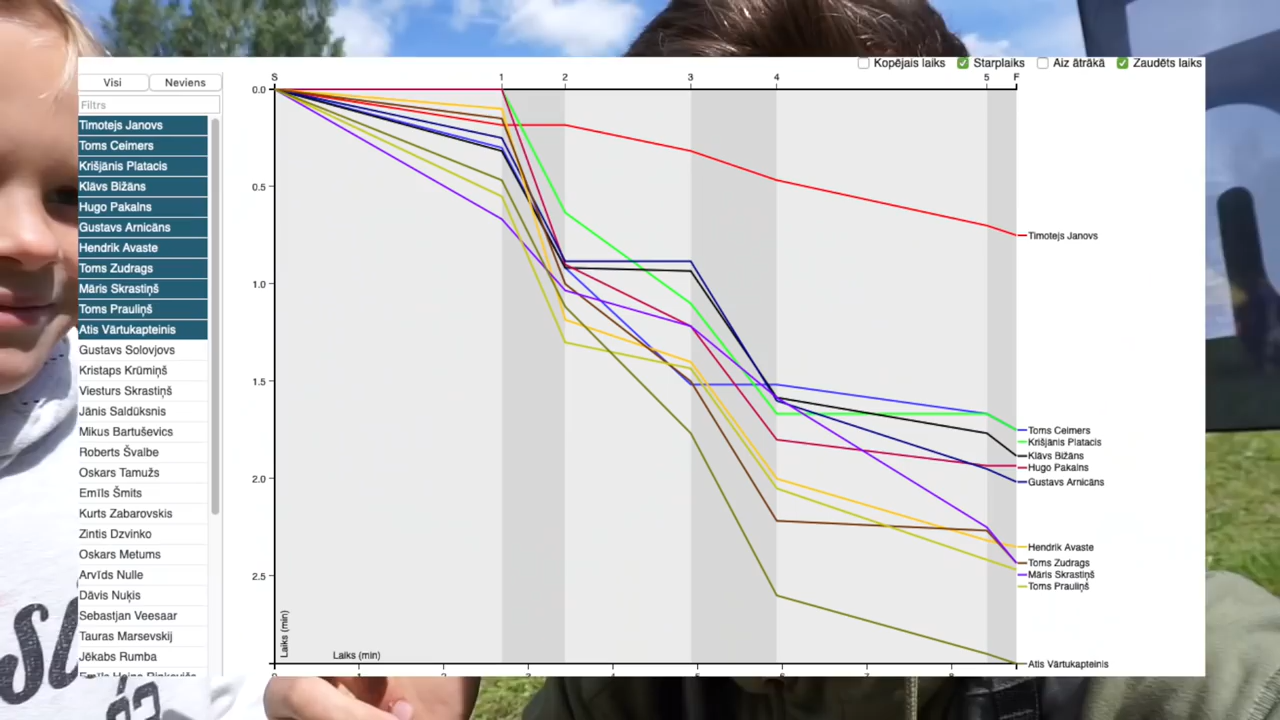 Visi Neviens
Filtrs
Timotejs Janovs
Toms Ceimers
Krišjānis Platacis
Klāvs Bižāns
Hugo Pakalns
Gustavs Arnicāns
Hendrik Avaste
Toms Zudrags
Māris Skrastiņš
Toms Prauliņš
Atis Vārtukapteinis
Gustavs Solovjovs
Kristaps Krūmiņš
Viesturs Skrastiņš
Jānis Saldūksnis
Mikus Bartuševics
Roberts Švalbe
Oskars Tamužs
Emīls Šmits
Kurts Zabarovskis
Zintis Dzvinko
Oskars Metums
Arvīds Nulle
Dāvis Nuķis
Sebastjan Veesaar
Tauras Marsevskij
Jēkabs Rumba
Kopējais laiks Starplaiks Aiz ātrākā Zaudēts laiks
S 1 2 3 4 5 F
0.0
0.5
1.0
1.5
2.0
2.5
Laiks (min)
Laiks (min)
Timotejs Janovs
Toms Ceimers
Krišjānis Platacis
Klāvs Bižāns
Hugo Pakalns
Gustavs Arnicāns
Hendrik Avaste
Toms Zudrags
Māris Skrastiņš
Toms Prauliņš
Atis Vārtukapteinis